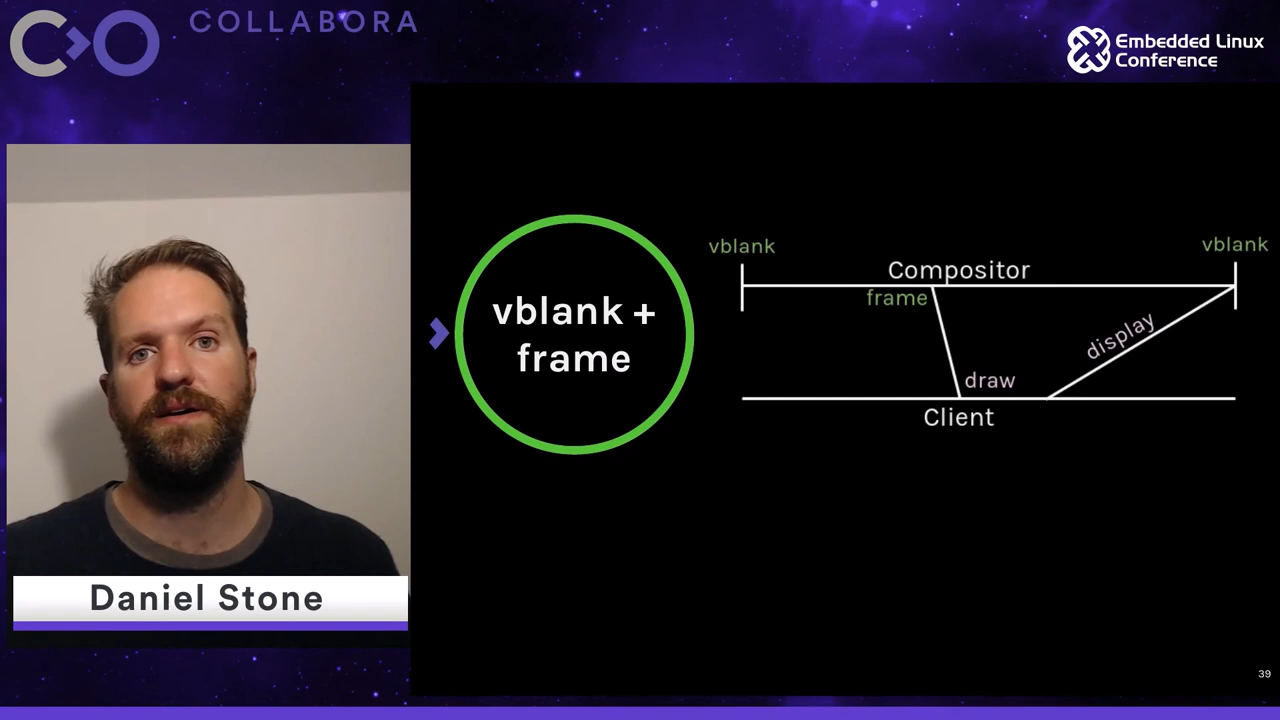 COLLABORA
Embedded Linux
Conference
Daniel Stone
vblank +
frame
vblank
vblank
Compositor
frame
display
draw
Client
39